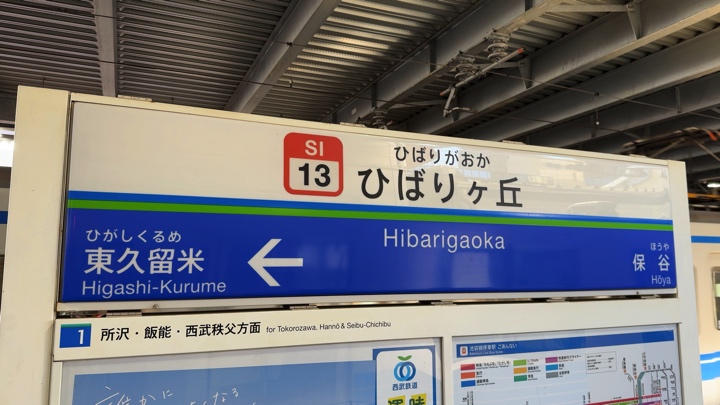 SI
13
ひばりがおか
ひばりヶ丘
ひがしくるめ
東久留米
Higashi-Kurume
Hibarigaoka
ほうや
保谷
Hōya
1 所沢・飯能・西武秩父方面 for Tokorozawa, Hannō & Seibu-Chichibu
西武鉄道